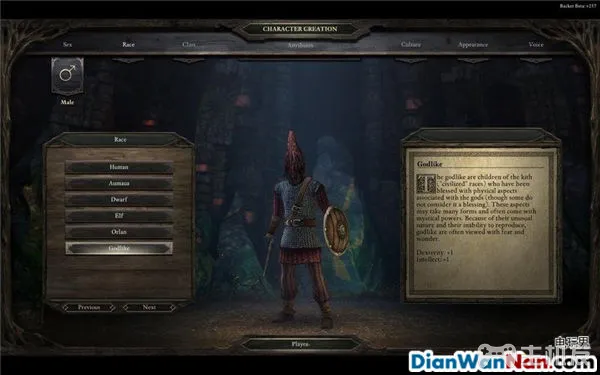 Backer Beta v257
CHARACTER CREATION
Sex
Race
Class
Attributes
Culture
Appearance
Voice
Male
Race
Human
Aumaua
Dwarf
Elf
Orlan
Godlike
Previous
Next
Godlike
The godlike are children of the kith
("civilized" races) who have been
blessed with physical aspects
associated with the gods (though some do
not consider it a blessing). These aspects
may take many forms and often come with
mystical powers. Because of their unusual
nature and their inability to reproduce,
godlike are often viewed with fear and
wonder.
Dexterity: +1
Intellect: +1
Player
DianWanNan.com